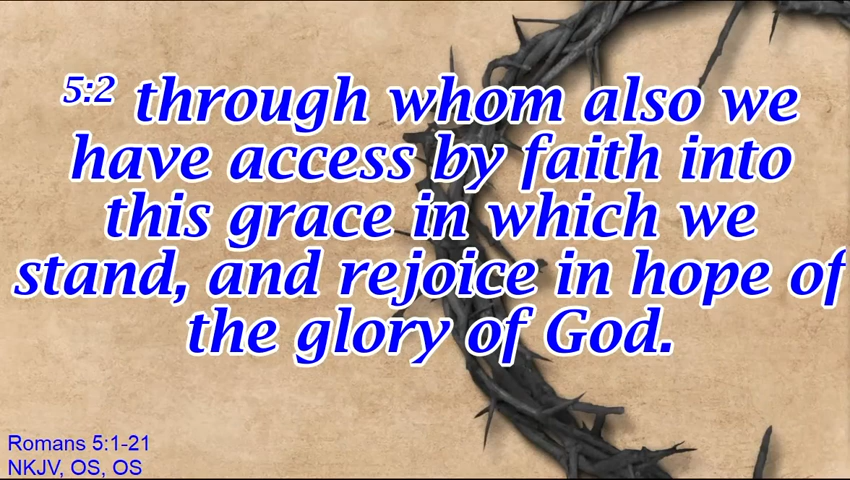 5:2 through whom also we
have access by faith into
this grace in which we
stand, and rejoice in hope of
the glory of God.
Romans 5:1-21
NKJV, OS, OS